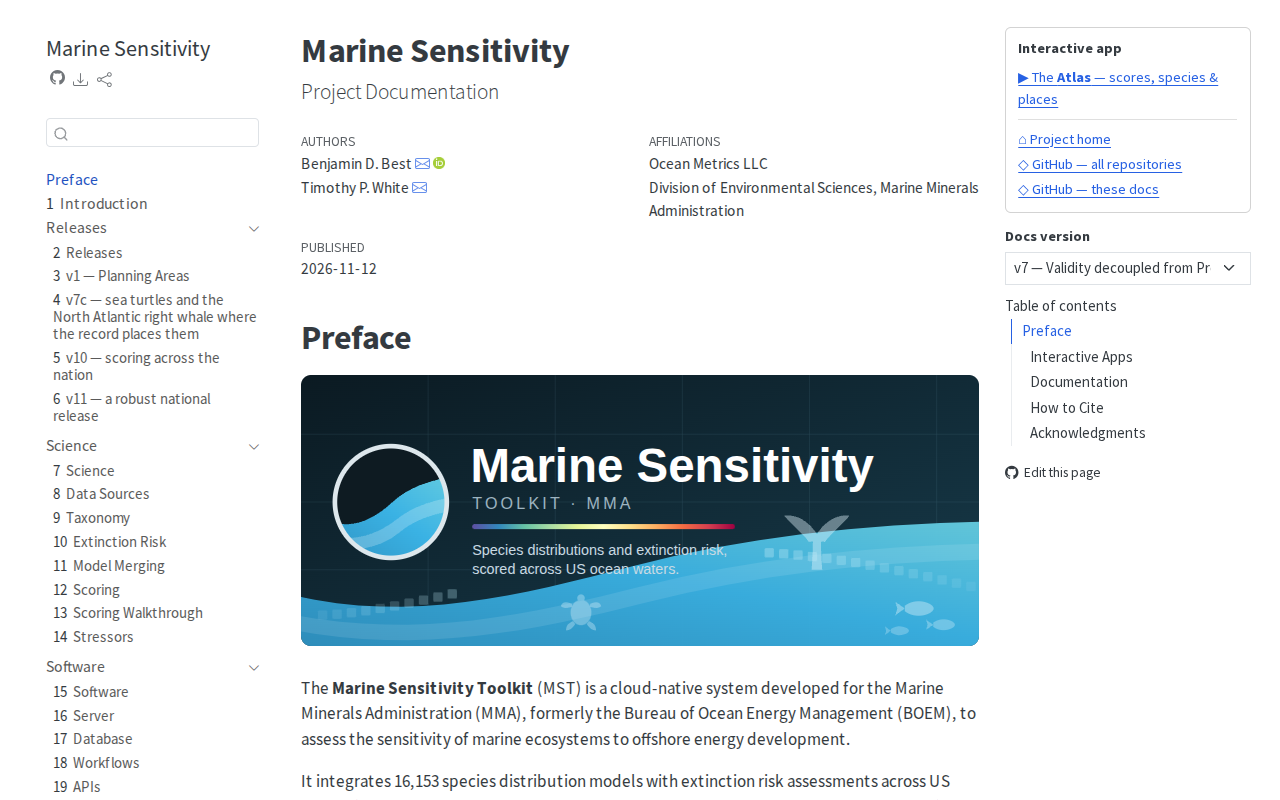 Marine Sensitivity
Preface
1 Introduction
Releases
2 Releases
3 v1 — Planning Areas
4 v7c — sea turtles and the
North Atlantic right whale where
the record places them
5 v10 — scoring across the
nation
6 v11 — a robust national
release
Science
7 Science
8 Data Sources
9 Taxonomy
10 Extinction Risk
11 Model Merging
12 Scoring
13 Scoring Walkthrough
14 Stressors
Software
15 Software
16 Server
17 Database
18 Workflows
19 APIs
Marine Sensitivity
Project Documentation
AUTHORS
Benjamin D. Best
Timothy P. White
AFFILIATIONS
Ocean Metrics LLC
Division of Environmental Sciences, Marine Minerals
Administration
PUBLISHED
2026-11-12
Preface
Marine Sensitivity
TOOLKIT · MMA
Species distributions and extinction risk,
scored across US ocean waters.
The Marine Sensitivity Toolkit (MST) is a cloud-native system developed for the Marine
Minerals Administration (MMA), formerly the Bureau of Ocean Energy Management (BOEM), to
assess the sensitivity of marine ecosystems to offshore energy development.
It integrates 16,153 species distribution models with extinction risk assessments across US
Interactive app
▶ The Atlas — scores, species &
places
⌂ Project home
◇ GitHub — all repositories
◇ GitHub — these docs
Docs version
v7 — Validity decoupled from Pr
Table of contents
Preface
Interactive Apps
Documentation
How to Cite
Acknowledgments
Edit this page